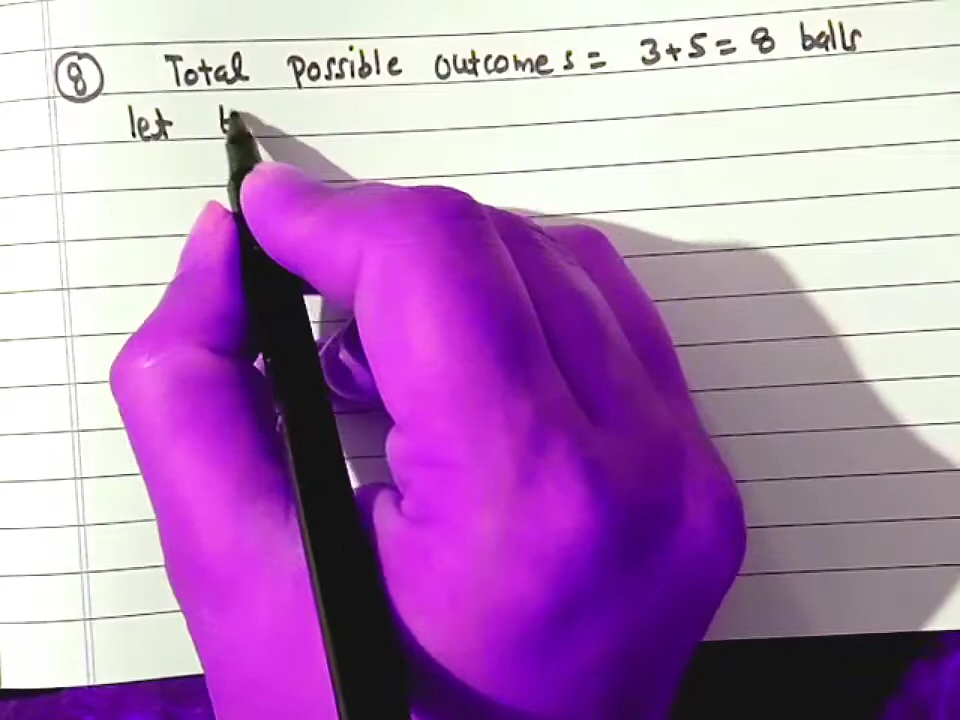 8 Total possible outcomes = 3+5 = 8 balls
let